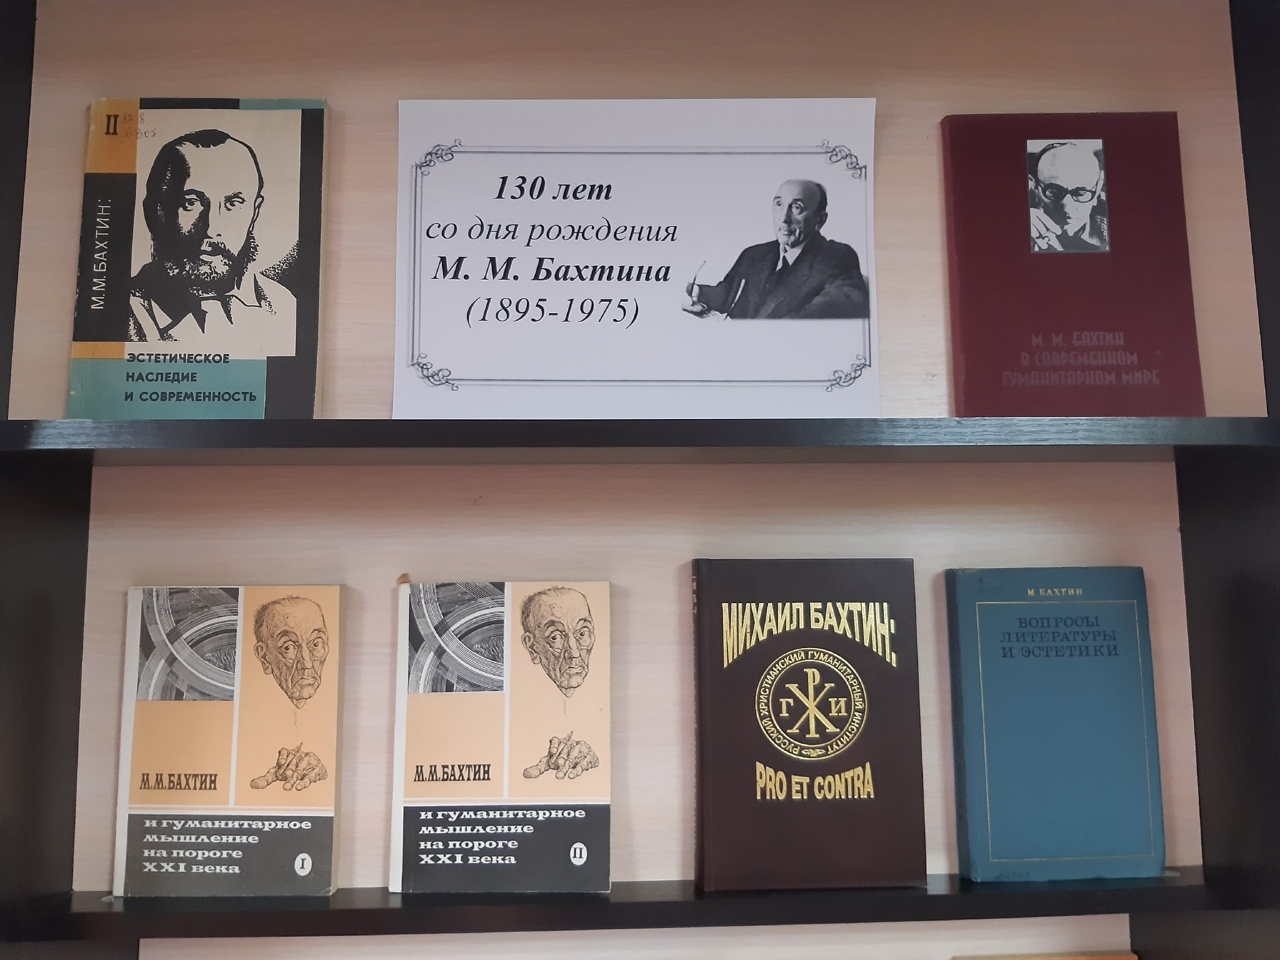 II
М.М.БАХТИН:
ЭСТЕТИЧЕСКОЕ
НАСЛЕДИЕ
И СОВРЕМЕННОСТЬ
130 лет
со дня рождения
М. М. Бахтина
(1895-1975)
М. М. БАХТИН
В СОВРЕМЕННОМ
ГУМАНИТАРНОМ МИРЕ
М.М.БАХТИН
и гуманитарное
мышление
на пороге
XXI века
I
М.М.БАХТИН
и гуманитарное
мышление
на пороге
XXI века
II
МИХАИЛ БАХТИН:
РУССКИЙ ХРИСТИАНСКИЙ ГУМАНИТАРНЫЙ ИНСТИТУТ
Г И
PRO ET CONTRA
М БАХТИН
ВОПРОСЫ
ЛИТЕРАТУРЫ
И ЭСТЕТИКИ